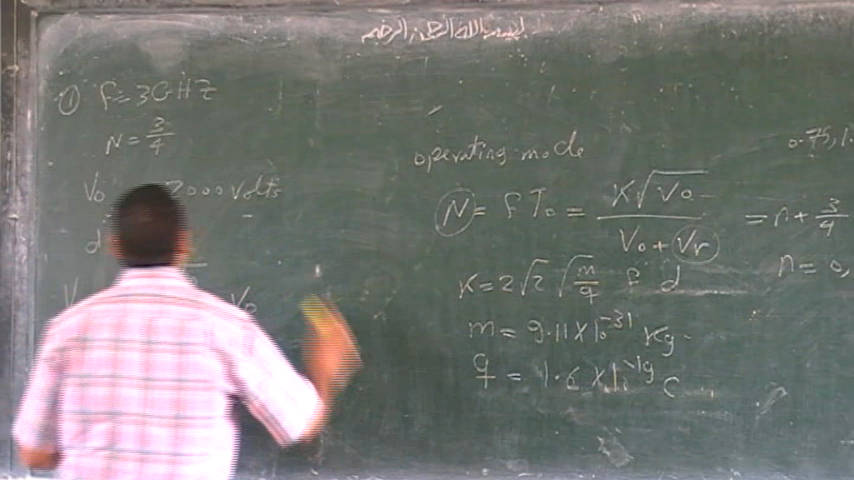 بسم الله الرحمن الرحيم
① f = 3GHZ
N = 3/4
V₀ 2000 volts
d
V V₀
operating mode
N = f T₀ = K√V₀ / (V₀ + Vr) = n + 3/4
n = 0,
0.75, 1.
K = 2√2 √(m/q) f d
m = 9.11 X 10⁻³¹ Kg
q = 1.6 X 10⁻¹⁹ C